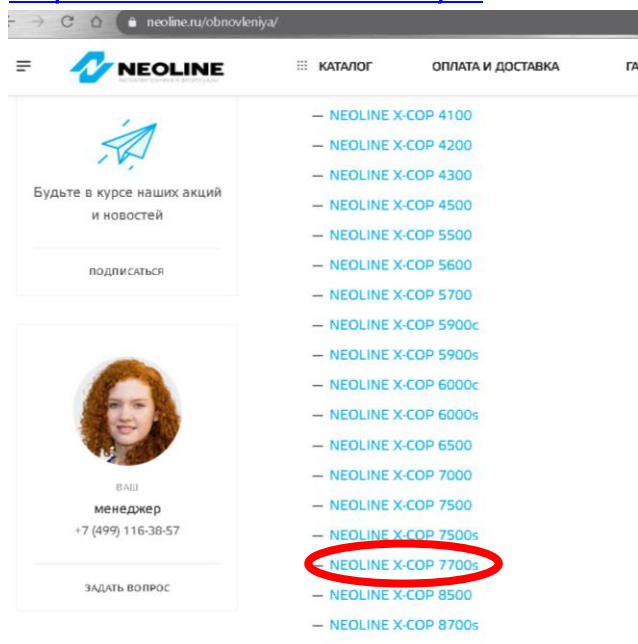 neoline.ru/obnovleniya/
NEOLINE
КАТАЛОГ
ОПЛАТА И ДОСТАВКА
Будьте в курсе наших акций
и новостей
ПОДПИСАТЬСЯ
ВАШ
менеджер
+7 (499) 116-38-57
ЗАДАТЬ ВОПРОС
— NEOLINE X-COP 4100
— NEOLINE X-COP 4200
— NEOLINE X-COP 4300
— NEOLINE X-COP 4500
— NEOLINE X-COP 5500
— NEOLINE X-COP 5600
— NEOLINE X-COP 5700
— NEOLINE X-COP 5900c
— NEOLINE X-COP 5900s
— NEOLINE X-COP 6000c
— NEOLINE X-COP 6000s
— NEOLINE X-COP 6500
— NEOLINE X-COP 7000
— NEOLINE X-COP 7500
— NEOLINE X-COP 7500s
— NEOLINE X-COP 7700s
— NEOLINE X-COP 8500
— NEOLINE X-COP 8700s